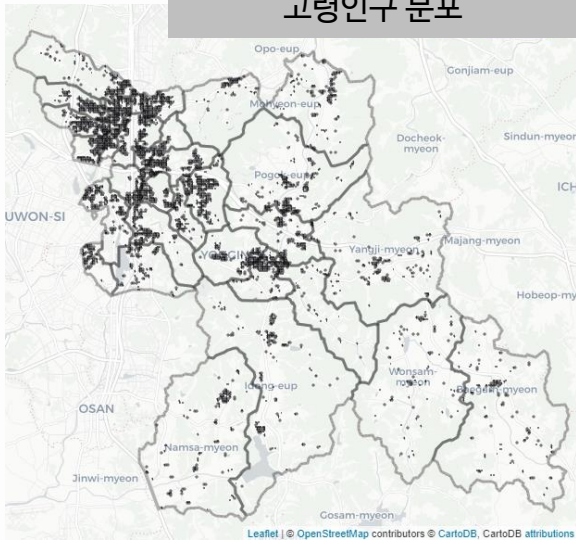 고령인구 분포
Opo-eup
Gonjiam-eup
Mohyeon-eup
Docheok-
myeon
Sindun-myeon
Pogok-eup
UWON-SI
Yangji-myeon
Majang-myeon
Hobeop-my
Wonsam-
myeon
Idong-eup
Baegam-myeon
OSAN
Namsa-myeon
Jinwi-myeon
Gosam-myeon
Leaflet | © OpenStreetMap contributors © CartoDB, CartoDB attributions